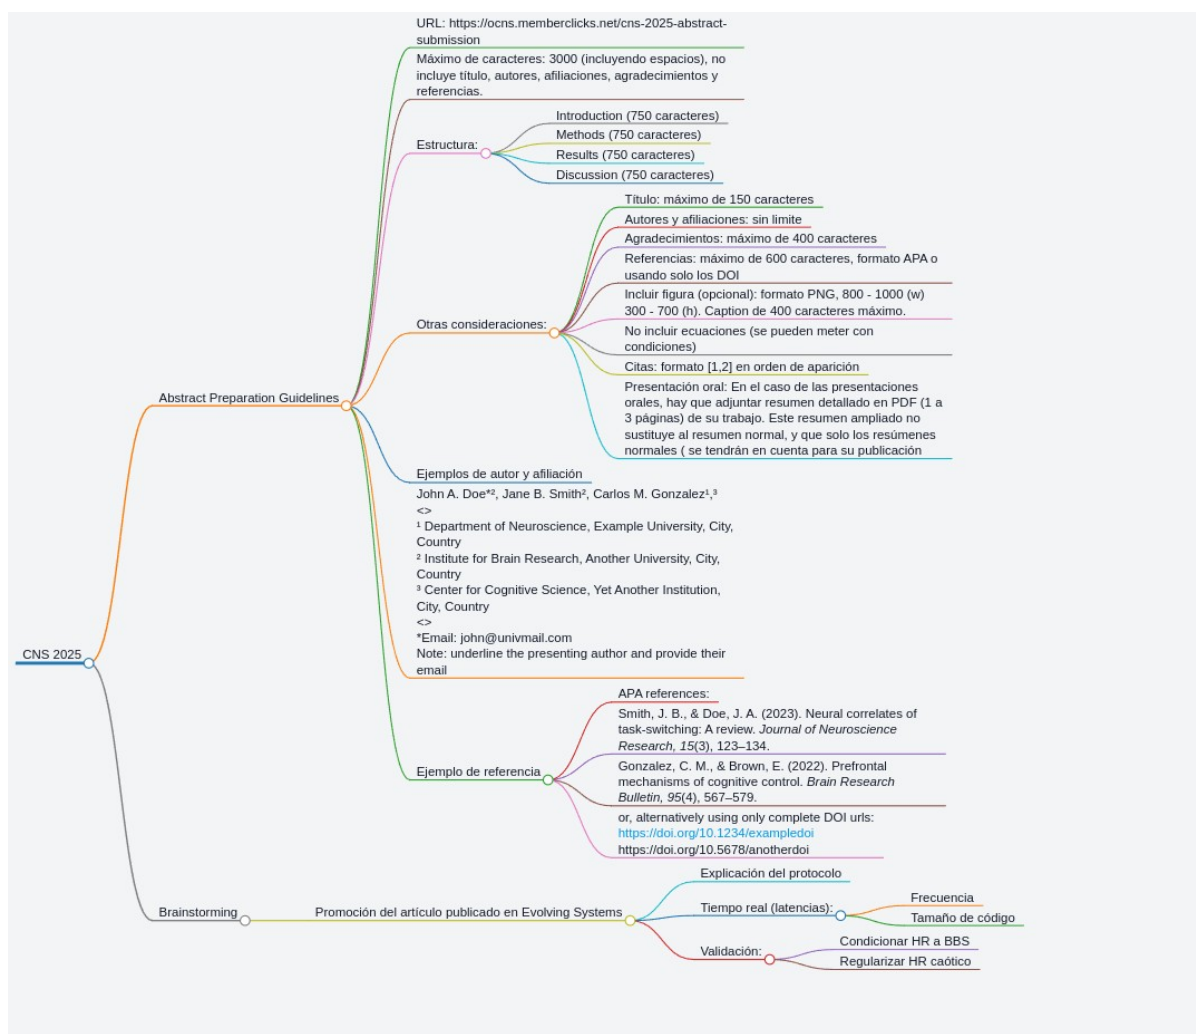 URL: https://ocns.memberclicks.net/cns-2025-abstract-
submission
Máximo de caracteres: 3000 (incluyendo espacios), no
incluye título, autores, afiliaciones, agradecimientos y
referencias.
Introduction (750 caracteres)
Methods (750 caracteres)
Estructura:
Results (750 caracteres)
Discussion (750 caracteres)
Título: máximo de 150 caracteres
Autores y afiliaciones: sin limite
Agradecimientos: máximo de 400 caracteres
Referencias: máximo de 600 caracteres, formato APA o
usando solo los DOI
Incluir figura (opcional): formato PNG, 800 - 1000 (w)
300 - 700 (h). Caption de 400 caracteres máximo.
Otras consideraciones:
No incluir ecuaciones (se pueden meter con
condiciones)
Citas: formato [1,2] en orden de aparición
Presentación oral: En el caso de las presentaciones
orales, hay que adjuntar resumen detallado en PDF (1 a
3 páginas) de su trabajo. Este resumen ampliado no
sustituye al resumen normal, y que solo los resúmenes
normales ( se tendrán en cuenta para su publicación
Abstract Preparation Guidelines
Ejemplos de autor y afiliación
John A. Doe*², Jane B. Smith², Carlos M. Gonzalez¹,³
<>
¹ Department of Neuroscience, Example University, City,
Country
² Institute for Brain Research, Another University, City,
Country
³ Center for Cognitive Science, Yet Another Institution,
City, Country
<>
*Email: john@univmail.com
Note: underline the presenting author and provide their
email
CNS 2025
APA references:
Smith, J. B., & Doe, J. A. (2023). Neural correlates of
task-switching: A review. Journal of Neuroscience
Research, 15(3), 123–134.
Ejemplo de referencia
Gonzalez, C. M., & Brown, E. (2022). Prefrontal
mechanisms of cognitive control. Brain Research
Bulletin, 95(4), 567–579.
or, alternatively using only complete DOI urls:
https://doi.org/10.1234/exampledoi
https://doi.org/10.5678/anotherdoi
Brainstorming
Promoción del artículo publicado en Evolving Systems
Explicación del protocolo
Tiempo real (latencias):
Frecuencia
Tamaño de código
Validación:
Condicionar HR a BBS
Regularizar HR caótico